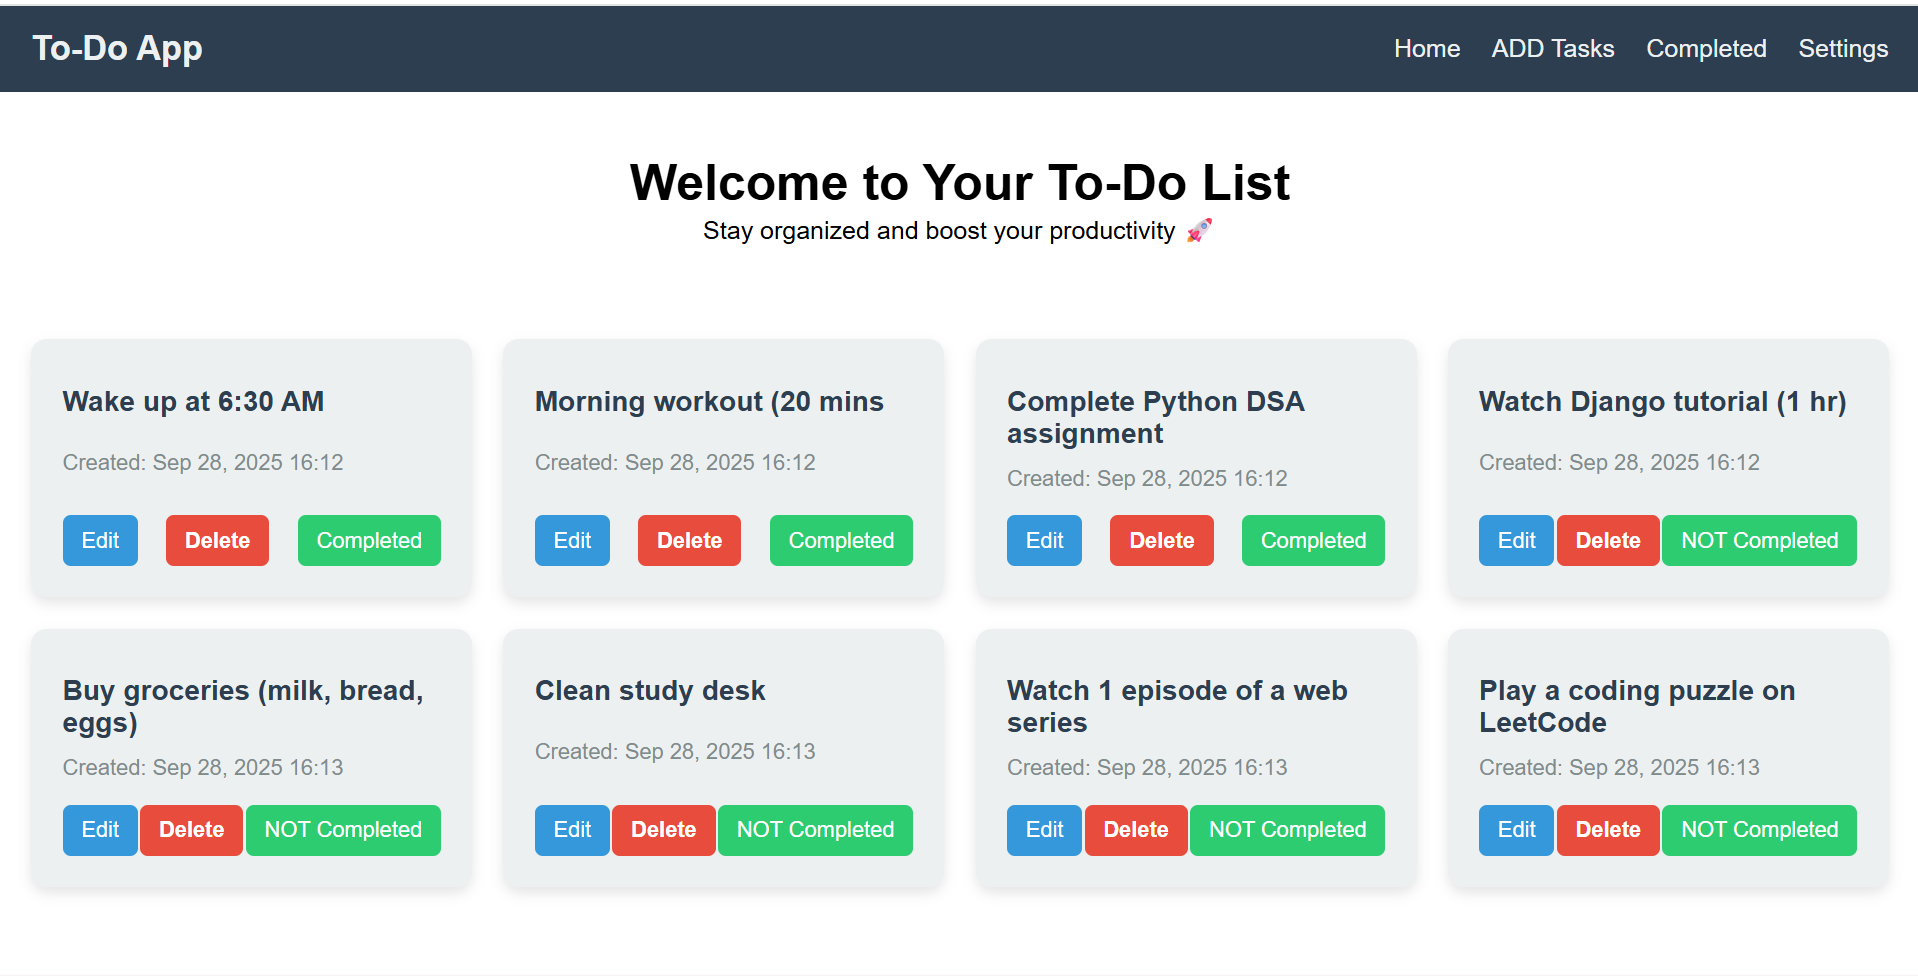 To-Do App
Home ADD Tasks Completed Settings
Welcome to Your To-Do List
Stay organized and boost your productivity 🚀
Wake up at 6:30 AM
Created: Sep 28, 2025 16:12
Edit Delete Completed
Morning workout (20 mins
Created: Sep 28, 2025 16:12
Edit Delete Completed
Complete Python DSA
assignment
Created: Sep 28, 2025 16:12
Edit Delete Completed
Watch Django tutorial (1 hr)
Created: Sep 28, 2025 16:12
Edit Delete NOT Completed
Buy groceries (milk, bread,
eggs)
Created: Sep 28, 2025 16:13
Edit Delete NOT Completed
Clean study desk
Created: Sep 28, 2025 16:13
Edit Delete NOT Completed
Watch 1 episode of a web
series
Created: Sep 28, 2025 16:13
Edit Delete NOT Completed
Play a coding puzzle on
LeetCode
Created: Sep 28, 2025 16:13
Edit Delete NOT Completed